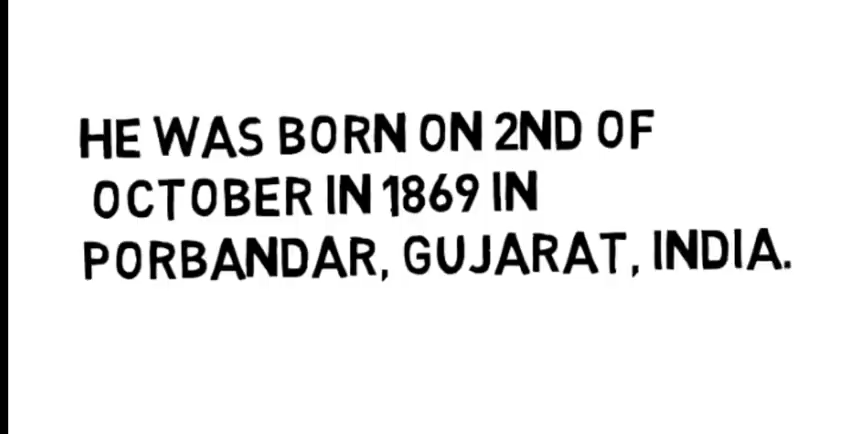 HE WAS BORN ON 2ND OF
OCTOBER IN 1869 IN
PORBANDAR, GUJARAT, INDIA.